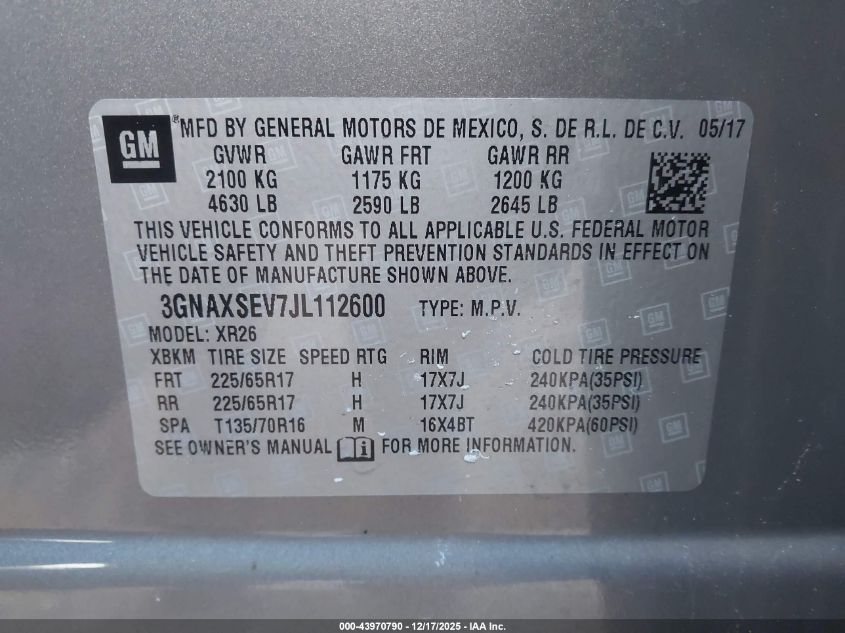 GM ® MFD BY GENERAL MOTORS DE MEXICO, S. DE R.L. DE C.V. 05/17
GVWR GAWR FRT GAWR RR
2100 KG 1175 KG 1200 KG
4630 LB 2590 LB 2645 LB
THIS VEHICLE CONFORMS TO ALL APPLICABLE U.S. FEDERAL MOTOR
VEHICLE SAFETY AND THEFT PREVENTION STANDARDS IN EFFECT ON
THE DATE OF MANUFACTURE SHOWN ABOVE.
3GNAXSEV7JL112600 TYPE: M.P.V.
MODEL: XR26
XBKM TIRE SIZE SPEED RTG RIM COLD TIRE PRESSURE
FRT 225/65R17 H 17X7J 240KPA(35PSI)
RR 225/65R17 H 17X7J 240KPA(35PSI)
SPA T135/70R16 M 16X4BT 420KPA(60PSI)
SEE OWNER'S MANUAL i FOR MORE INFORMATION.
000-43970790 - 12/17/2025 - IAA Inc.